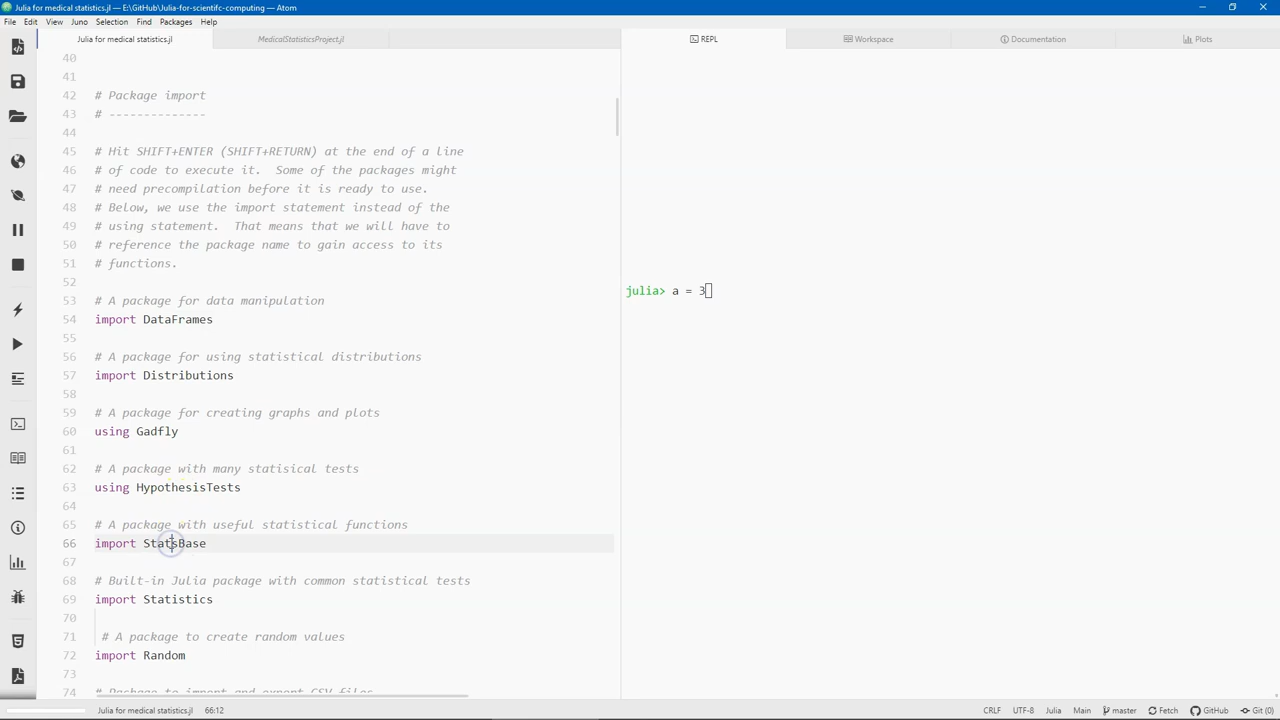 Julia for medical statistics.jl — E:\GitHub\Julia-for-scientifc-computing — Atom
File Edit View Juno Selection Find Packages Help
Julia for medical statistics.jl MedicalStatisticsProject.jl REPL Workspace Documentation Plots
40
41
42 # Package import
43 # --------------
44
45 # Hit SHIFT+ENTER (SHIFT+RETURN) at the end of a line
46 # of code to execute it. Some of the packages might
47 # need precompilation before it is ready to use.
48 # Below, we use the import statement instead of the
49 # using statement. That means that we will have to
50 # reference the package name to gain access to its
51 # functions.
52
53 # A package for data manipulation
54 import DataFrames
55
56 # A package for using statistical distributions
57 import Distributions
58
59 # A package for creating graphs and plots
60 using Gadfly
61
62 # A package with many statisical tests
63 using HypothesisTests
64
65 # A package with useful statistical functions
66 import StatsBase
67
68 # Built-in Julia package with common statistical tests
69 import Statistics
70
71 # A package to create random values
72 import Random
73
74 # Package to import and export CSV files
julia> a = 3
Julia for medical statistics.jl 66:12 CRLF UTF-8 Julia Main master Fetch GitHub Git (0)